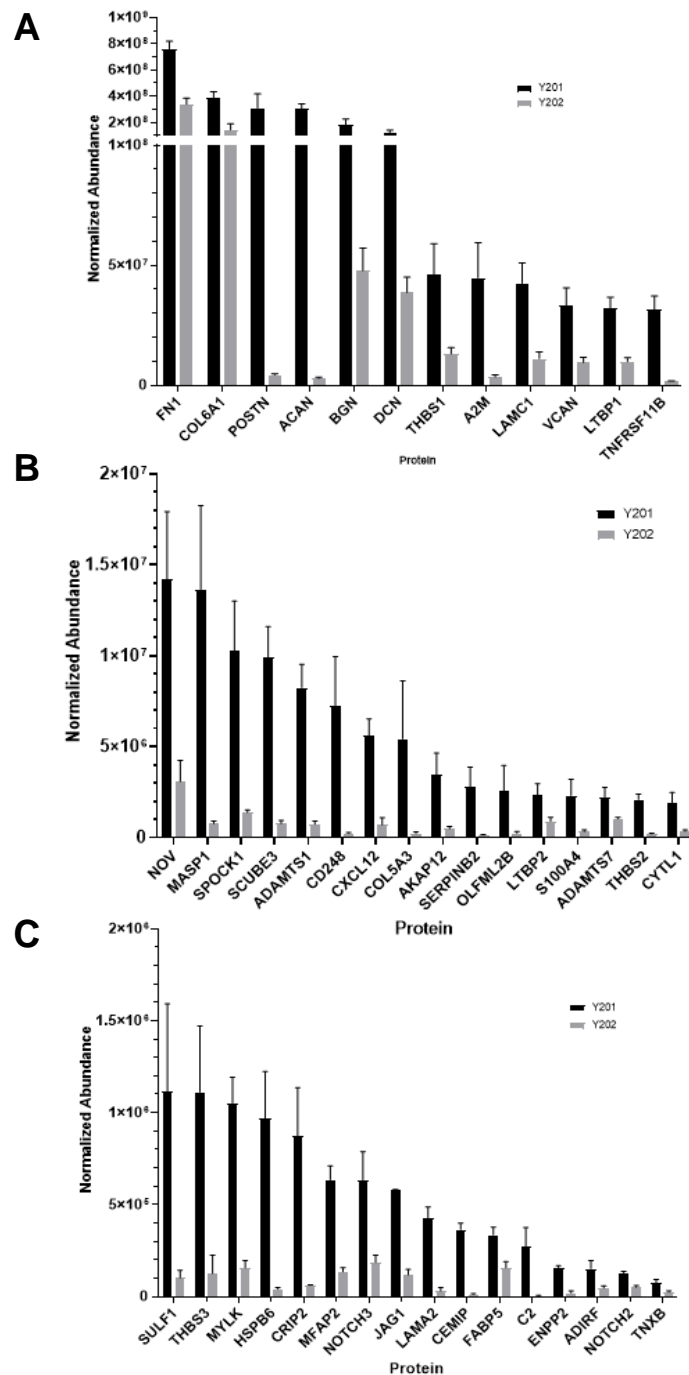 A
1×10⁹
8×10⁸
6×10⁸
4×10⁸
2×10⁸
1×10⁸
5×10⁷
0
Normalized Abundance
Y201
Y202
FN1
COL6A1
POSTN
ACAN
BGN
DCN
THBS1
A2M
LAMC1
VCAN
LTBP1
TNFRSF11B
Protein
B
2×10⁷
1.5×10⁷
1×10⁷
5×10⁶
0
Normalized Abundance
Y201
Y202
NOV
MASP1
SPOCK1
SCUBE3
ADAMTS1
CD248
CXCL12
COL5A3
AKAP12
SERPINB2
OLFML2B
LTBP2
S100A4
ADAMTS7
THBS2
CYTL1
Protein
C
2×10⁶
1.5×10⁶
1×10⁶
5×10⁵
0
Normalized Abundance
Y201
Y202
SULF1
THBS3
MYLK
HSPB6
CRIP2
MFAP2
NOTCH3
JAG1
LAMA2
CEMIP
FABP5
C2
ENPP2
ADIRF
NOTCH2
TNXB
Protein